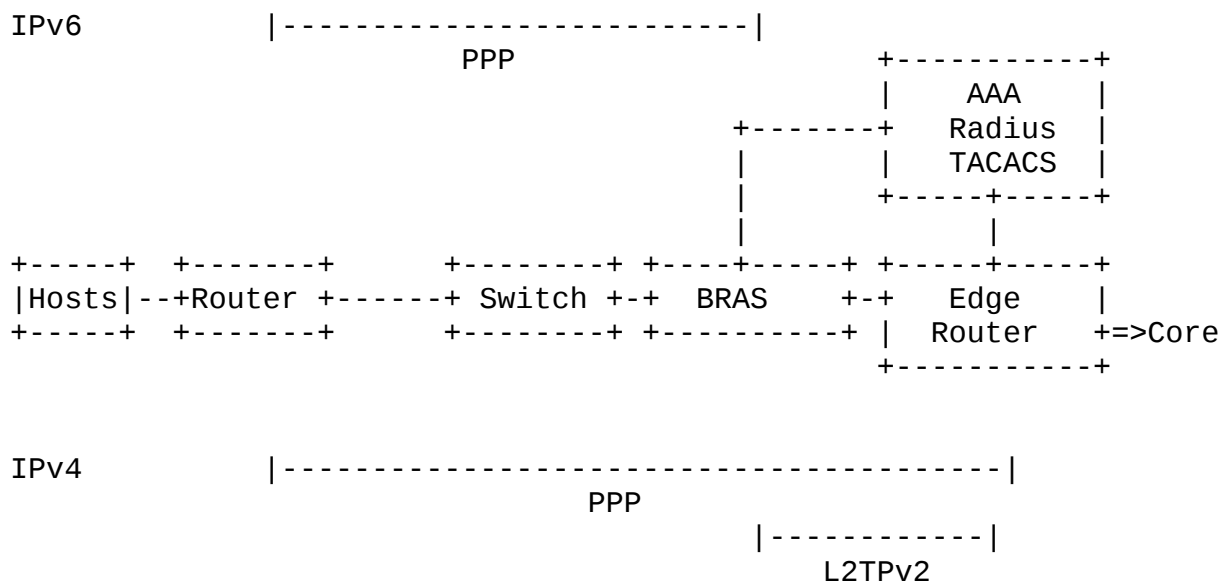 IPv6 |--------------------------|
PPP +-----------+
| AAA |
+-------+ Radius |
| | TACACS |
| +-----+-----+
| |
+-----+ +-------+ +--------+ +----+-----+ +-----+-----+
|Hosts|--+Router +------+ Switch +-+ BRAS +-+ Edge |
+-----+ +-------+ +--------+ +----------+ | Router +=>Core
+-----------+
IPv4 |---------------------------------------|
PPP
|------------|
L2TPv2